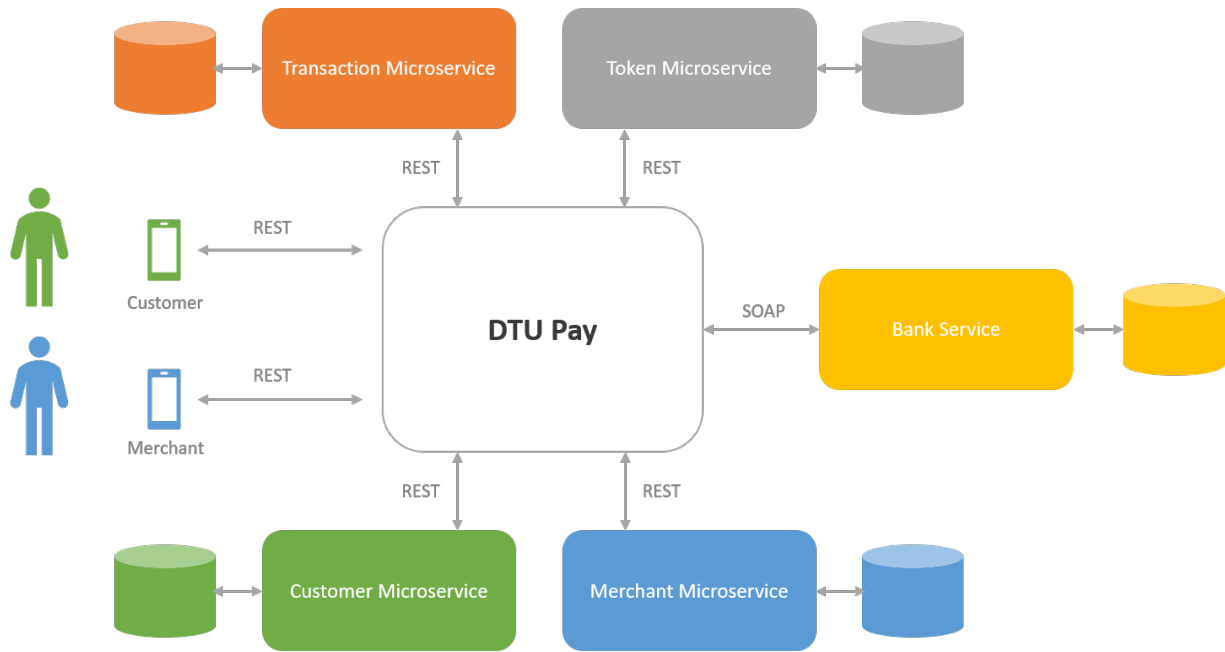 Transaction Microservice
Token Microservice
REST
REST
REST
Customer
DTU Pay
SOAP
Bank Service
REST
Merchant
REST
REST
Customer Microservice
Merchant Microservice